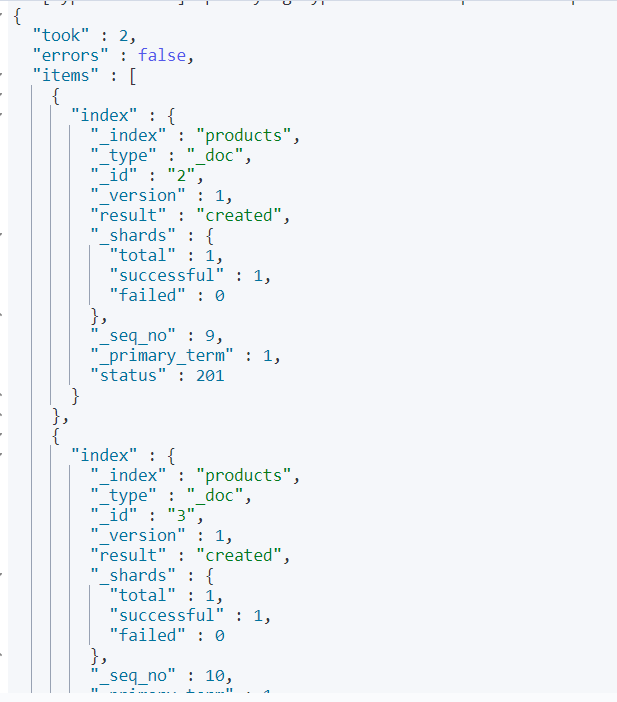 {
"took" : 2,
"errors" : false,
"items" : [
{
"index" : {
"_index" : "products",
"_type" : "_doc",
"_id" : "2",
"_version" : 1,
"result" : "created",
"_shards" : {
"total" : 1,
"successful" : 1,
"failed" : 0
},
"_seq_no" : 9,
"_primary_term" : 1,
"status" : 201
}
},
{
"index" : {
"_index" : "products",
"_type" : "_doc",
"_id" : "3",
"_version" : 1,
"result" : "created",
"_shards" : {
"total" : 1,
"successful" : 1,
"failed" : 0
},
"_seq_no" : 10,